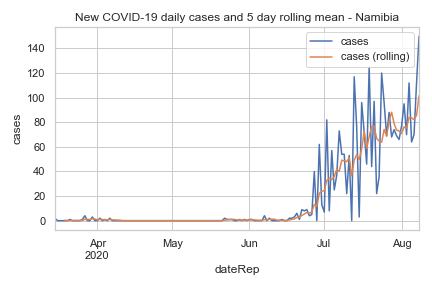 New COVID-19 daily cases and 5 day rolling mean - Namibia
cases
cases (rolling)
140
120
100
80
60
40
20
0
cases
Apr
2020
May
Jun
Jul
Aug
dateRep